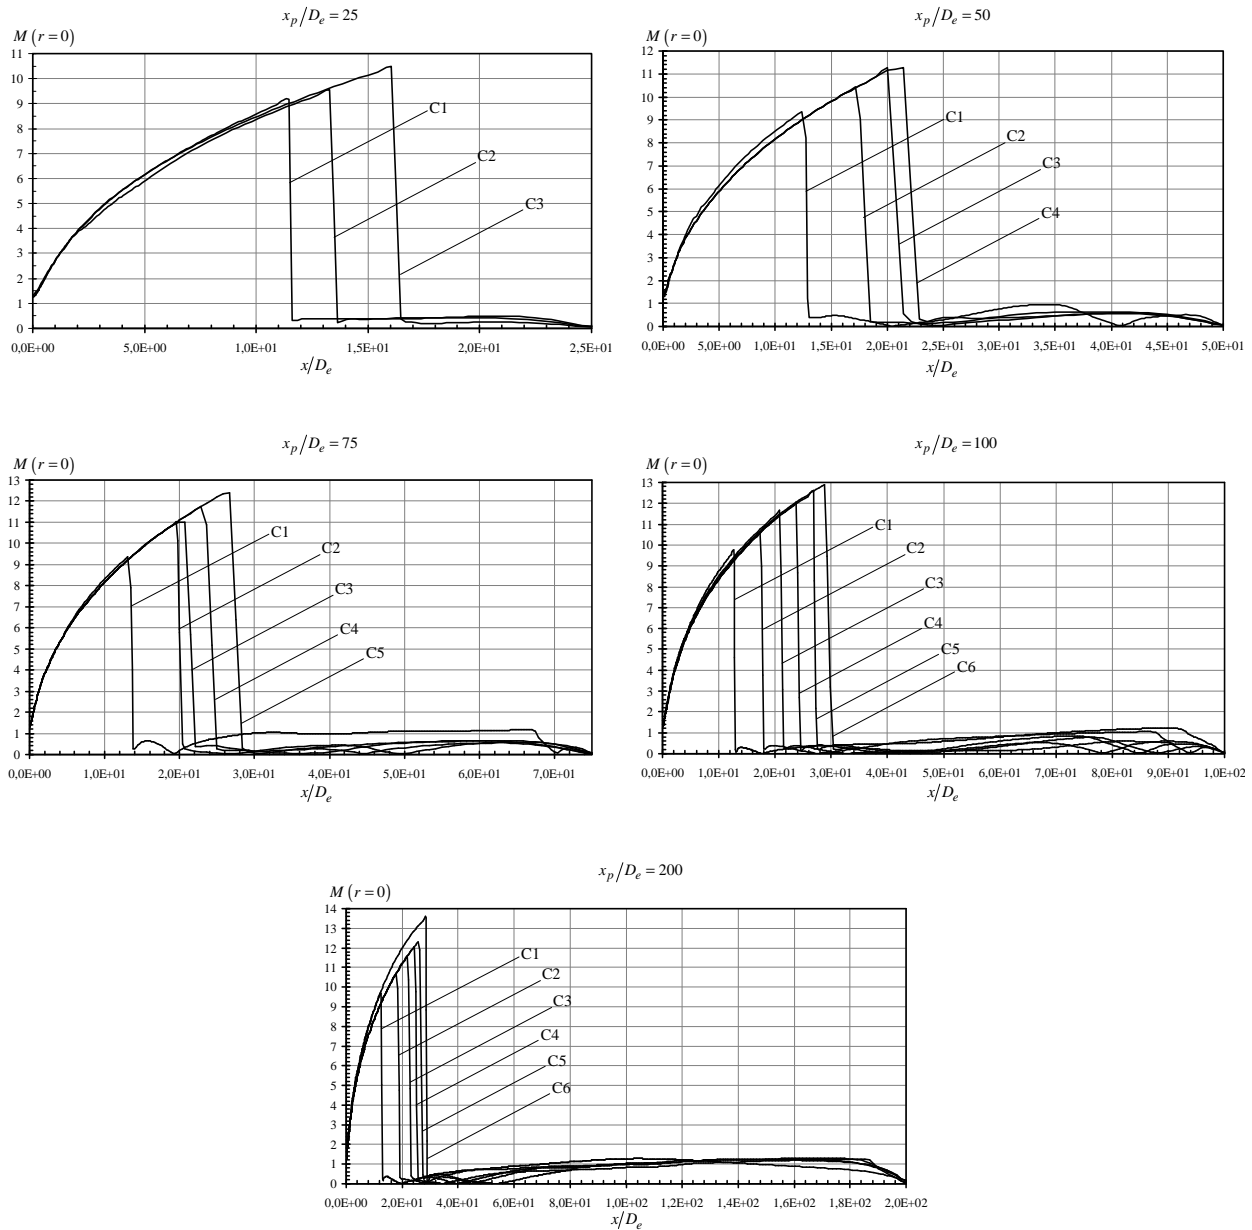 x_p/D_e = 25
M (r = 0)
11
10
9
8
7
6
5
4
3
2
1
0
C1
C2
C3
0,0E+00 5,0E+00 1,0E+01 1,5E+01 2,0E+01 2,5E+01
x/D_e
x_p/D_e = 50
M (r = 0)
12
11
10
9
8
7
6
5
4
3
2
1
0
C1
C2
C3
C4
0,0E+00 5,0E+00 1,0E+01 1,5E+01 2,0E+01 2,5E+01 3,0E+01 3,5E+01 4,0E+01 4,5E+01 5,0E+01
x/D_e
x_p/D_e = 75
M (r = 0)
13
12
11
10
9
8
7
6
5
4
3
2
1
0
C1
C2
C3
C4
C5
0,0E+00 1,0E+01 2,0E+01 3,0E+01 4,0E+01 5,0E+01 6,0E+01 7,0E+01
x/D_e
x_p/D_e = 100
M (r = 0)
13
12
11
10
9
8
7
6
5
4
3
2
1
0
C1
C2
C3
C4
C5
C6
0,0E+00 1,0E+01 2,0E+01 3,0E+01 4,0E+01 5,0E+01 6,0E+01 7,0E+01 8,0E+01 9,0E+01 1,0E+02
x/D_e
x_p/D_e = 200
M (r = 0)
14
13
12
11
10
9
8
7
6
5
4
3
2
1
0
C1
C2
C3
C4
C5
C6
0,0E+00 2,0E+01 4,0E+01 6,0E+01 8,0E+01 1,0E+02 1,2E+02 1,4E+02 1,6E+02 1,8E+02 2,0E+02
x/D_e